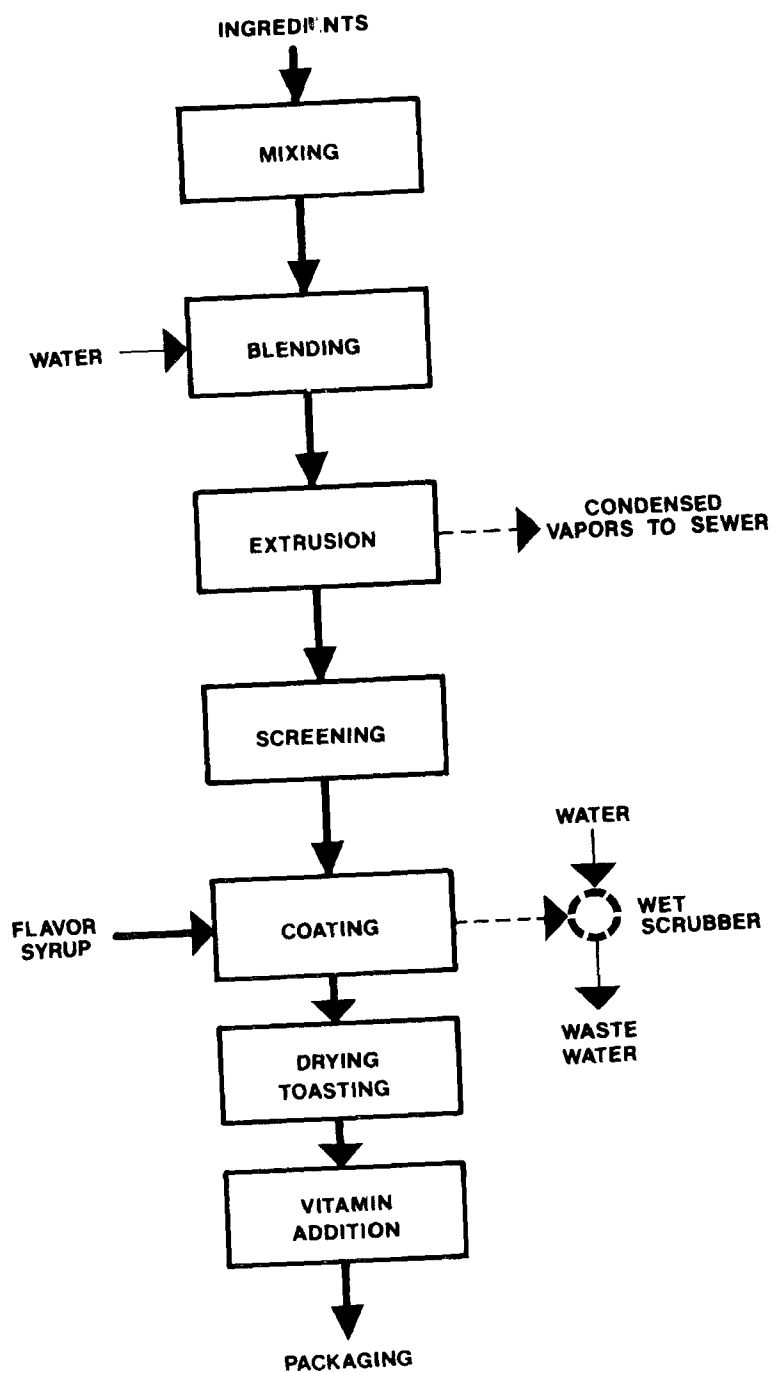 INGREDIENTS
MIXING
WATER
BLENDING
EXTRUSION
CONDENSED
VAPORS TO SEWER
SCREENING
WATER
FLAVOR
SYRUP
COATING
WET
SCRUBBER
WASTE
WATER
DRYING
TOASTING
VITAMIN
ADDITION
PACKAGING